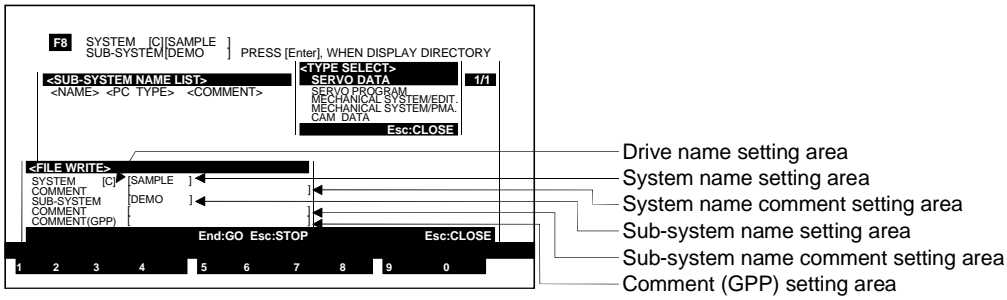 F8 SYSTEM [C][SAMPLE ]
SUB-SYSTEM[DEMO ] PRESS [Enter], WHEN DISPLAY DIRECTORY
<SUB-SYSTEM NAME LIST>
<NAME> <PC TYPE> <COMMENT>
<TYPE SELECT>
SERVO DATA
SERVO PROGRAM
MECHANICAL SYSTEM/EDIT.
MECHANICAL SYSTEM/PMA.
CAM DATA
Esc:CLOSE
1/1
<FILE WRITE>
SYSTEM [C] [SAMPLE ]
COMMENT [ ]
SUB-SYSTEM [DEMO ]
COMMENT [ ]
COMMENT(GPP) [ ]
End:GO Esc:STOP
Esc:CLOSE
1 2 3 4 5 6 7 8 9 0
Drive name setting area
System name setting area
System name comment setting area
Sub-system name setting area
Sub-system name comment setting area
Comment (GPP) setting area